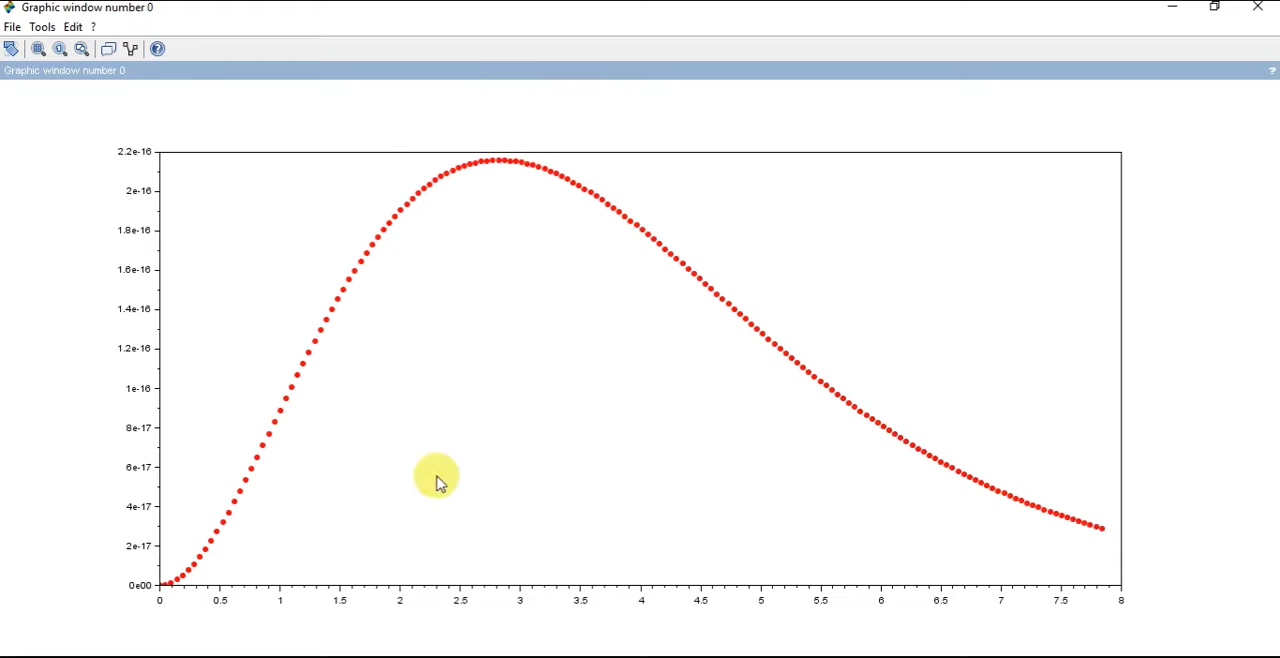 Graphic window number 0
File Tools Edit ?
Graphic window number 0 ?
2.2e-16
2e-16
1.8e-16
1.6e-16
1.4e-16
1.2e-16
1e-16
8e-17
6e-17
4e-17
2e-17
0e00
0 0.5 1 1.5 2 2.5 3 3.5 4 4.5 5 5.5 6 6.5 7 7.5 8